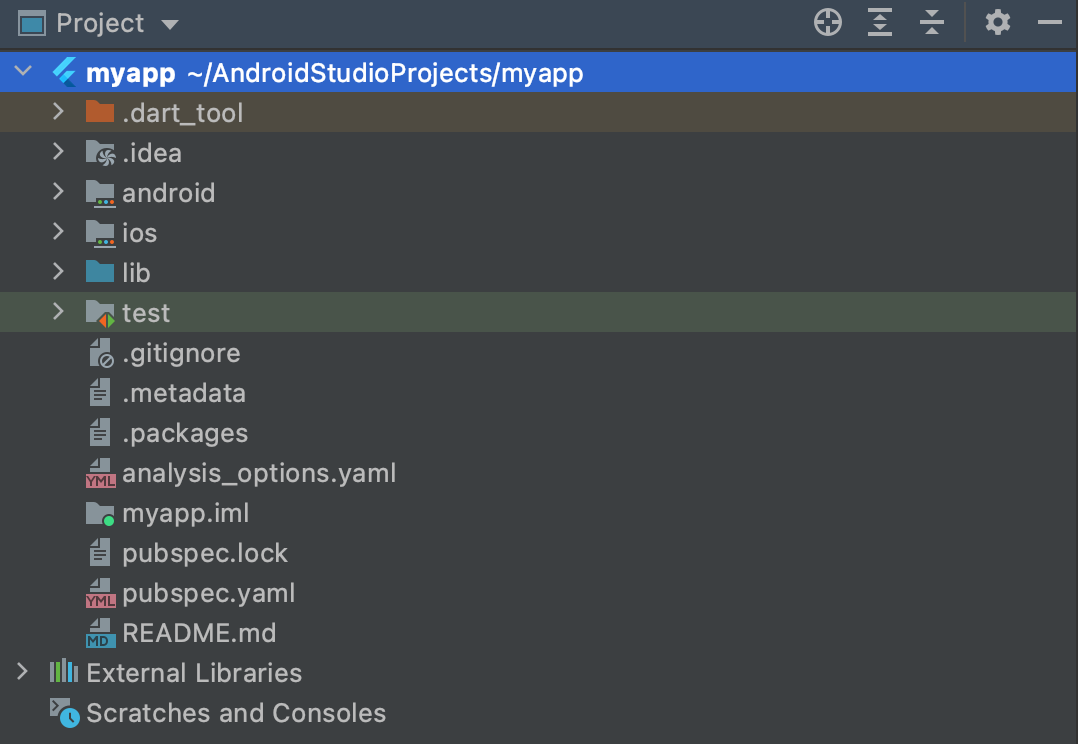 Project
myapp ~/AndroidStudioProjects/myapp
.dart_tool
.idea
android
ios
lib
test
.gitignore
.metadata
.packages
YML analysis_options.yaml
myapp.iml
pubspec.lock
YML pubspec.yaml
MD README.md
External Libraries
Scratches and Consoles